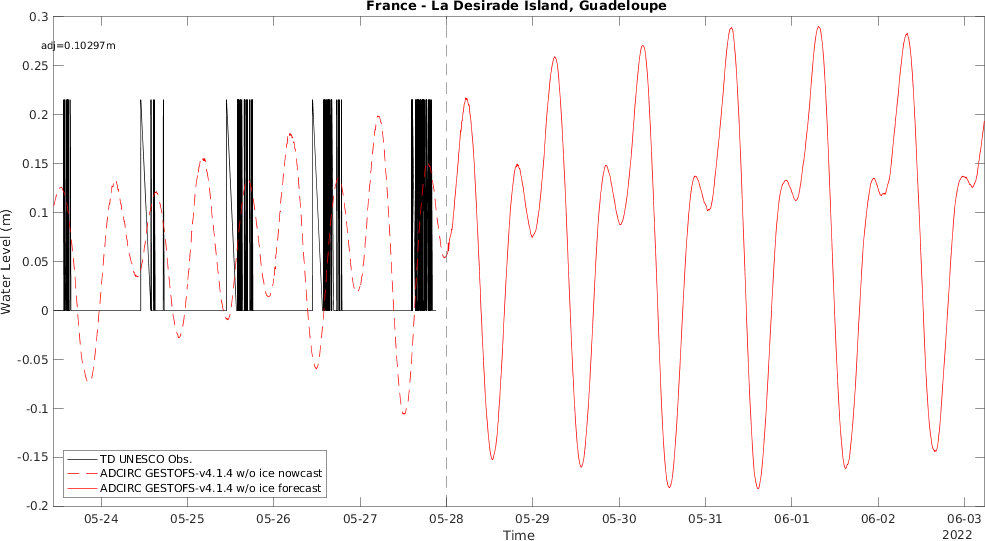 France - La Desirade Island, Guadeloupe
adj=0.10297m
0.3
0.25
0.2
0.15
0.1
0.05
0
-0.05
-0.1
-0.15
-0.2
Water Level (m)
TD UNESCO Obs.
ADCIRC GESTOFS-v4.1.4 w/o ice nowcast
ADCIRC GESTOFS-v4.1.4 w/o ice forecast
05-24 05-25 05-26 05-27 05-28 05-29 05-30 05-31 06-01 06-02 06-03
Time
2022